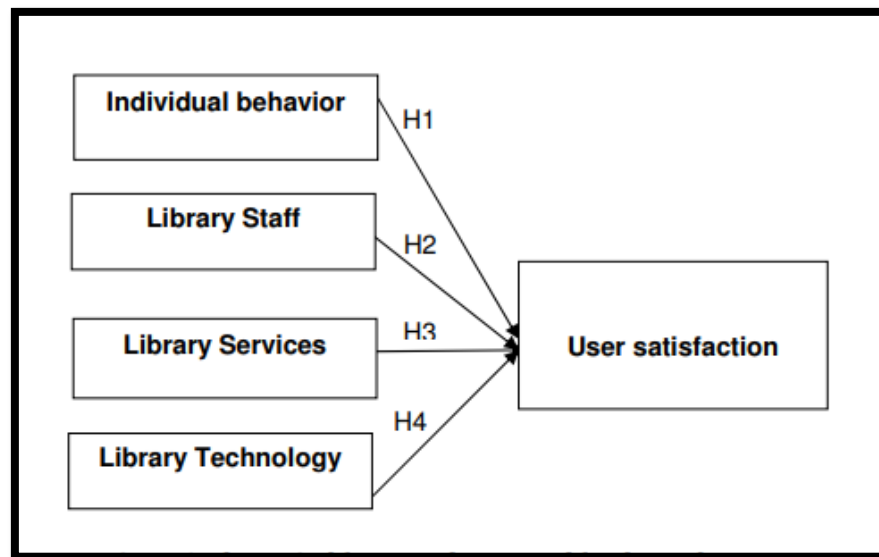 Individual behavior
H1
Library Staff
H2
Library Services
H3
User satisfaction
Library Technology
H4